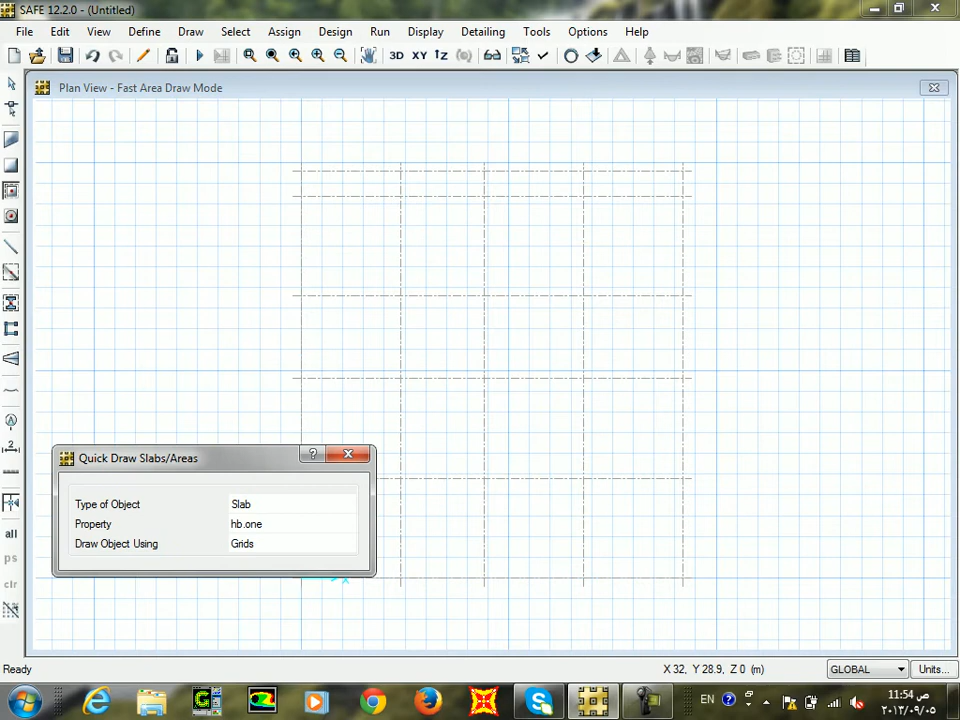 SAFE 12.2.0 - (Untitled)
File Edit View Define Draw Select Assign Design Run Display Detailing Tools Options Help
3D XY
Plan View - Fast Area Draw Mode
Quick Draw Slabs/Areas
Type of Object Slab
Property hb.one
Draw Object Using Grids
all
ps
clr
X
Ready X 32, Y 28.9, Z 0 (m) GLOBAL Units...
EN 11:54 ص
٢٠١٣/٠٩/٠٥